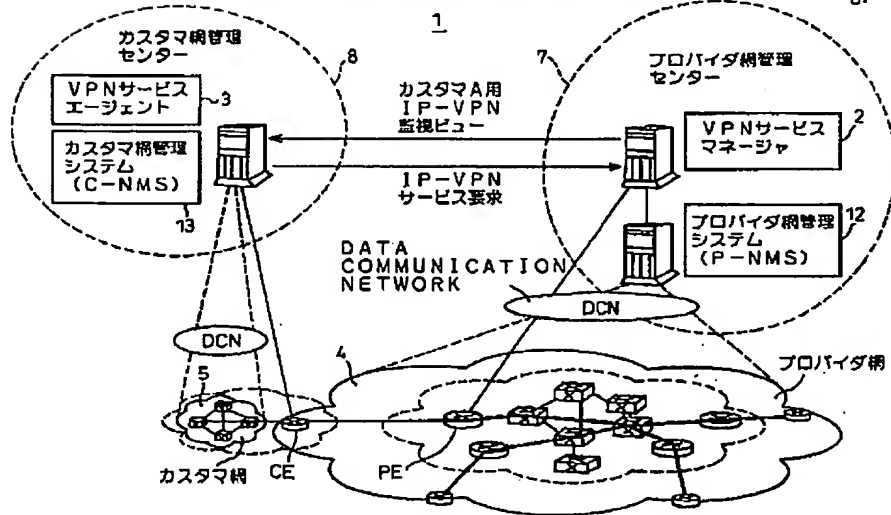 1
カスタマ網管理
センター
8
VPNサービス
エージェント
3
カスタマ網管理
システム
(C-NMS)
13
カスタマA用
IP-VPN
監視ビュー
IP-VPN
サービス要求
7
プロバイダ網管理
センター
VPNサービス
マネージャ
2
プロバイダ網管理
システム
(P-NMS)
12
DATA
COMMUNICATION
NETWORK
DCN
DCN
4
プロバイダ網
5
カスタマ網
CE
PE